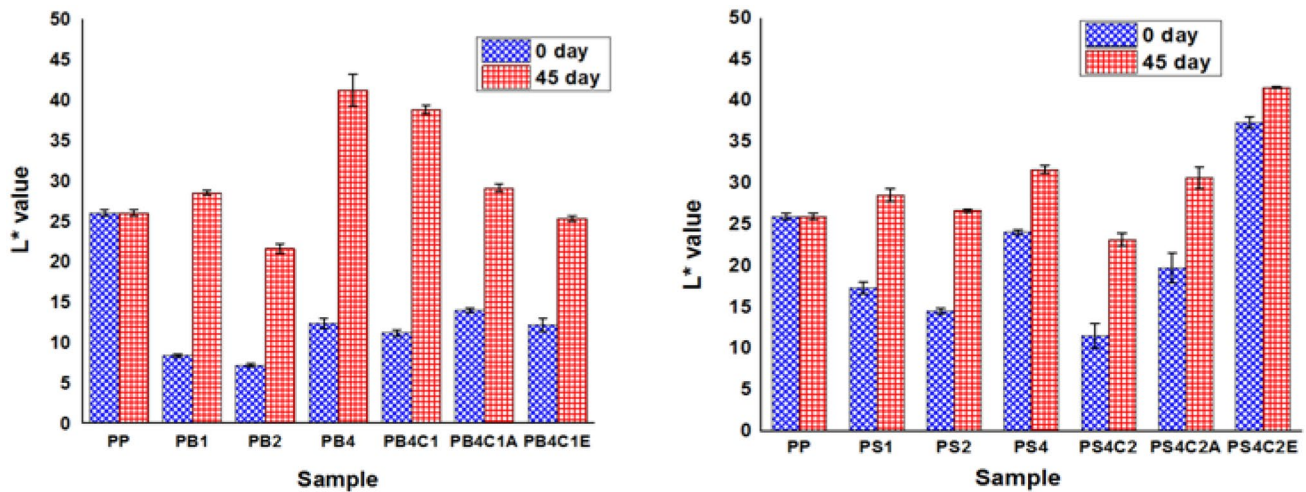 50
45
40
35
30
25
20
15
10
5
0
L* value
0 day
45 day
PP PB1 PB2 PB4 PB4C1 PB4C1A PB4C1E
Sample
50
45
40
35
30
25
20
15
10
5
0
L* value
0 day
45 day
PP PS1 PS2 PS4 PS4C2 PS4C2A PS4C2E
Sample